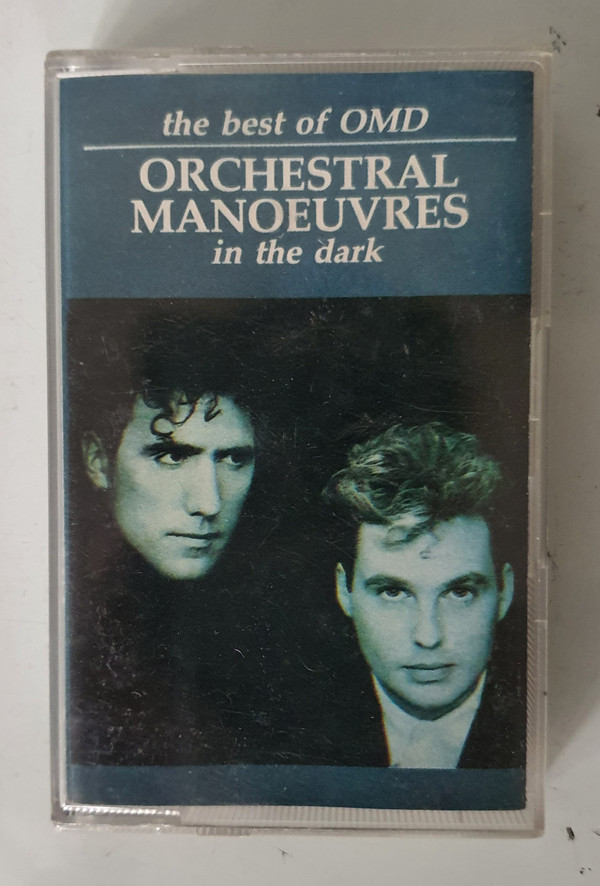 the best of OMD
ORCHESTRAL
MANOEUVRES
in the dark